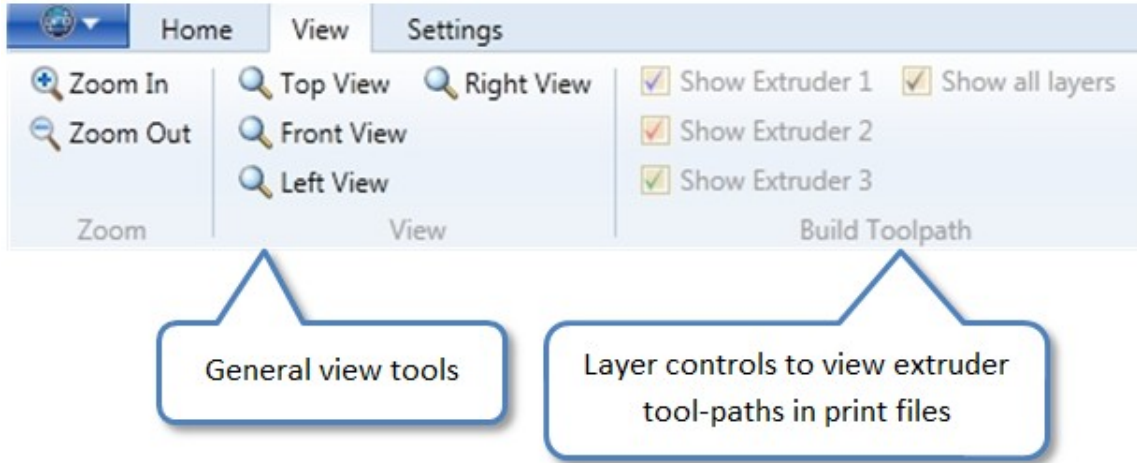 Home View Settings
Zoom In Top View Right View Show Extruder 1 Show all layers
Zoom Out Front View Show Extruder 2
Left View Show Extruder 3
Zoom View Build Toolpath
General view tools
Layer controls to view extruder
tool-paths in print files